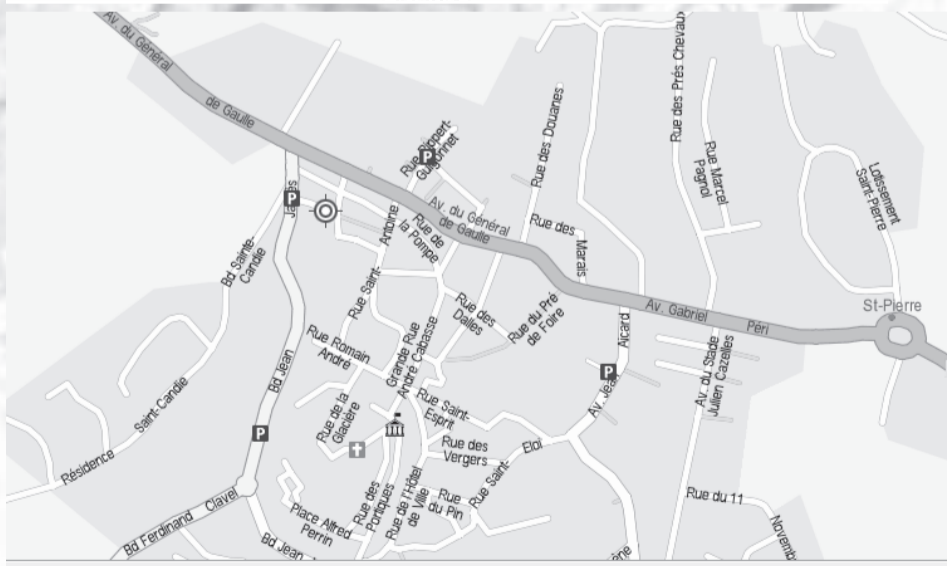 Av. du Général
de Gaulle
Rue des Prés Chevaux
Rue des Douanes
Rue Marcel
Pagnol
Lotissement
Saint-Pierre
P
P
Av. du Général
de Gaulle
Rue de
la Pompe
Rue des
Marais
Bd Sainte-
Candie
Rue Saint-
Antoine
Rue des
Dalles
Rue du Pré
de Foire
Av. Gabriel
Péri
St-Pierre
Rue Romain
André
Grande Rue
André Cabasse
Bd Jean
Av. Jean
Aicard
P
Av. du Stade
Julien Cazelles
Résidence
Saint-Candie
P
Rue de la
Glacière
Rue Saint-
Esprit
Rue des
Vergers
Rue Saint-
Eloi
Rue des
Portiques
Rue de l'Hôtel
de Ville
Rue
du Pin
Rue du 11
Place Alfred
Perrin
Bd Ferdinand
Clavel
Bd Jean